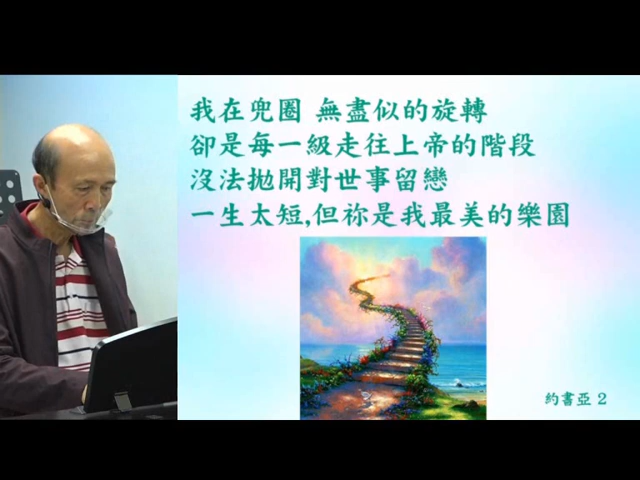 我在兜圈 無盡似的旋轉
卻是每一級走往上帝的階段
沒法拋開對世事留戀
一生太短,但祢是我最美的樂園
約書亞 2